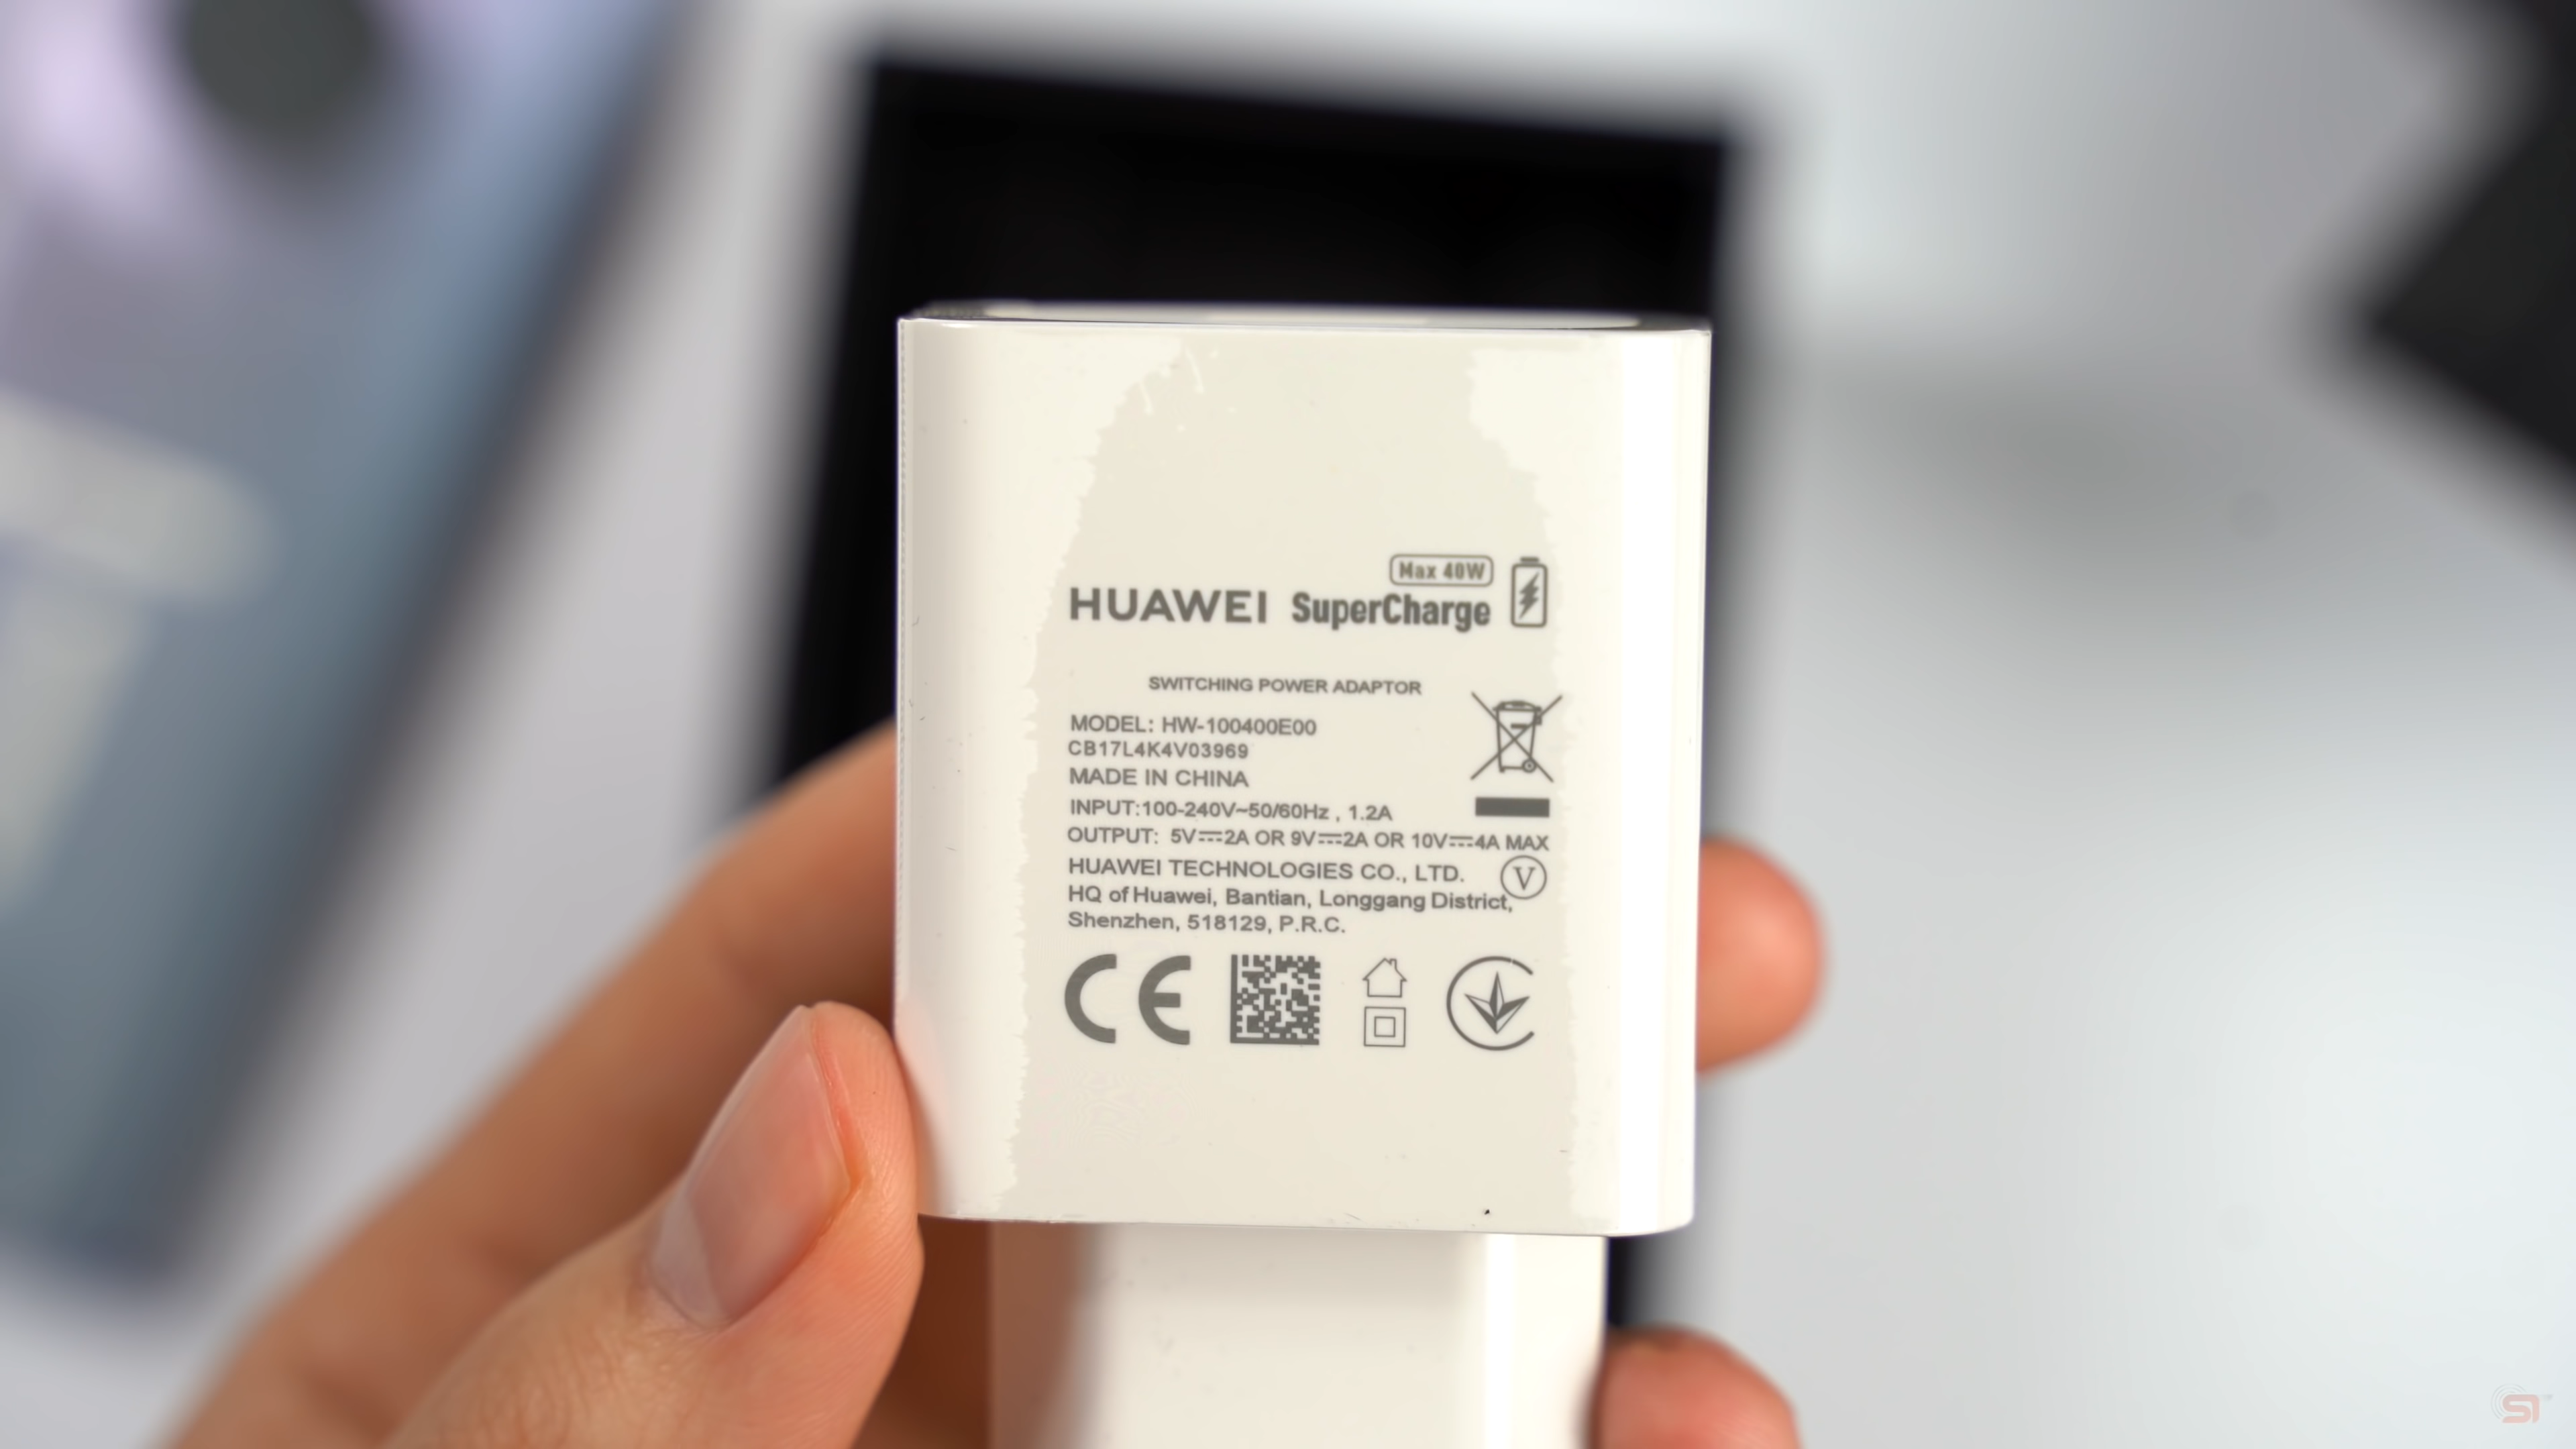 Max 40W
HUAWEI SuperCharge
SWITCHING POWER ADAPTOR
MODEL: HW-100400E00
CB17L4K4V03969
MADE IN CHINA
INPUT:100-240V~50/60Hz , 1.2A
OUTPUT: 5V⎓2A OR 9V⎓2A OR 10V⎓4A MAX
HUAWEI TECHNOLOGIES CO., LTD.
V
HQ of Huawei, Bantian, Longgang District,
Shenzhen, 518129, P.R.C.
CE
ST